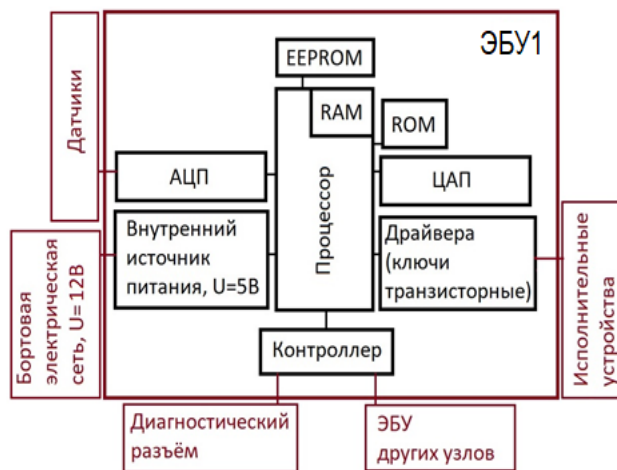 ЭБУ1
EEPROM
RAM
ROM
Датчики
АЦП
Процессор
ЦАП
Бортовая
электрическая
сеть, U=12В
Внутренний
источник
питания, U=5В
Драйвера
(ключи
транзисторные)
Исполнительные
устройства
Контроллер
Диагностический
разъём
ЭБУ
других узлов